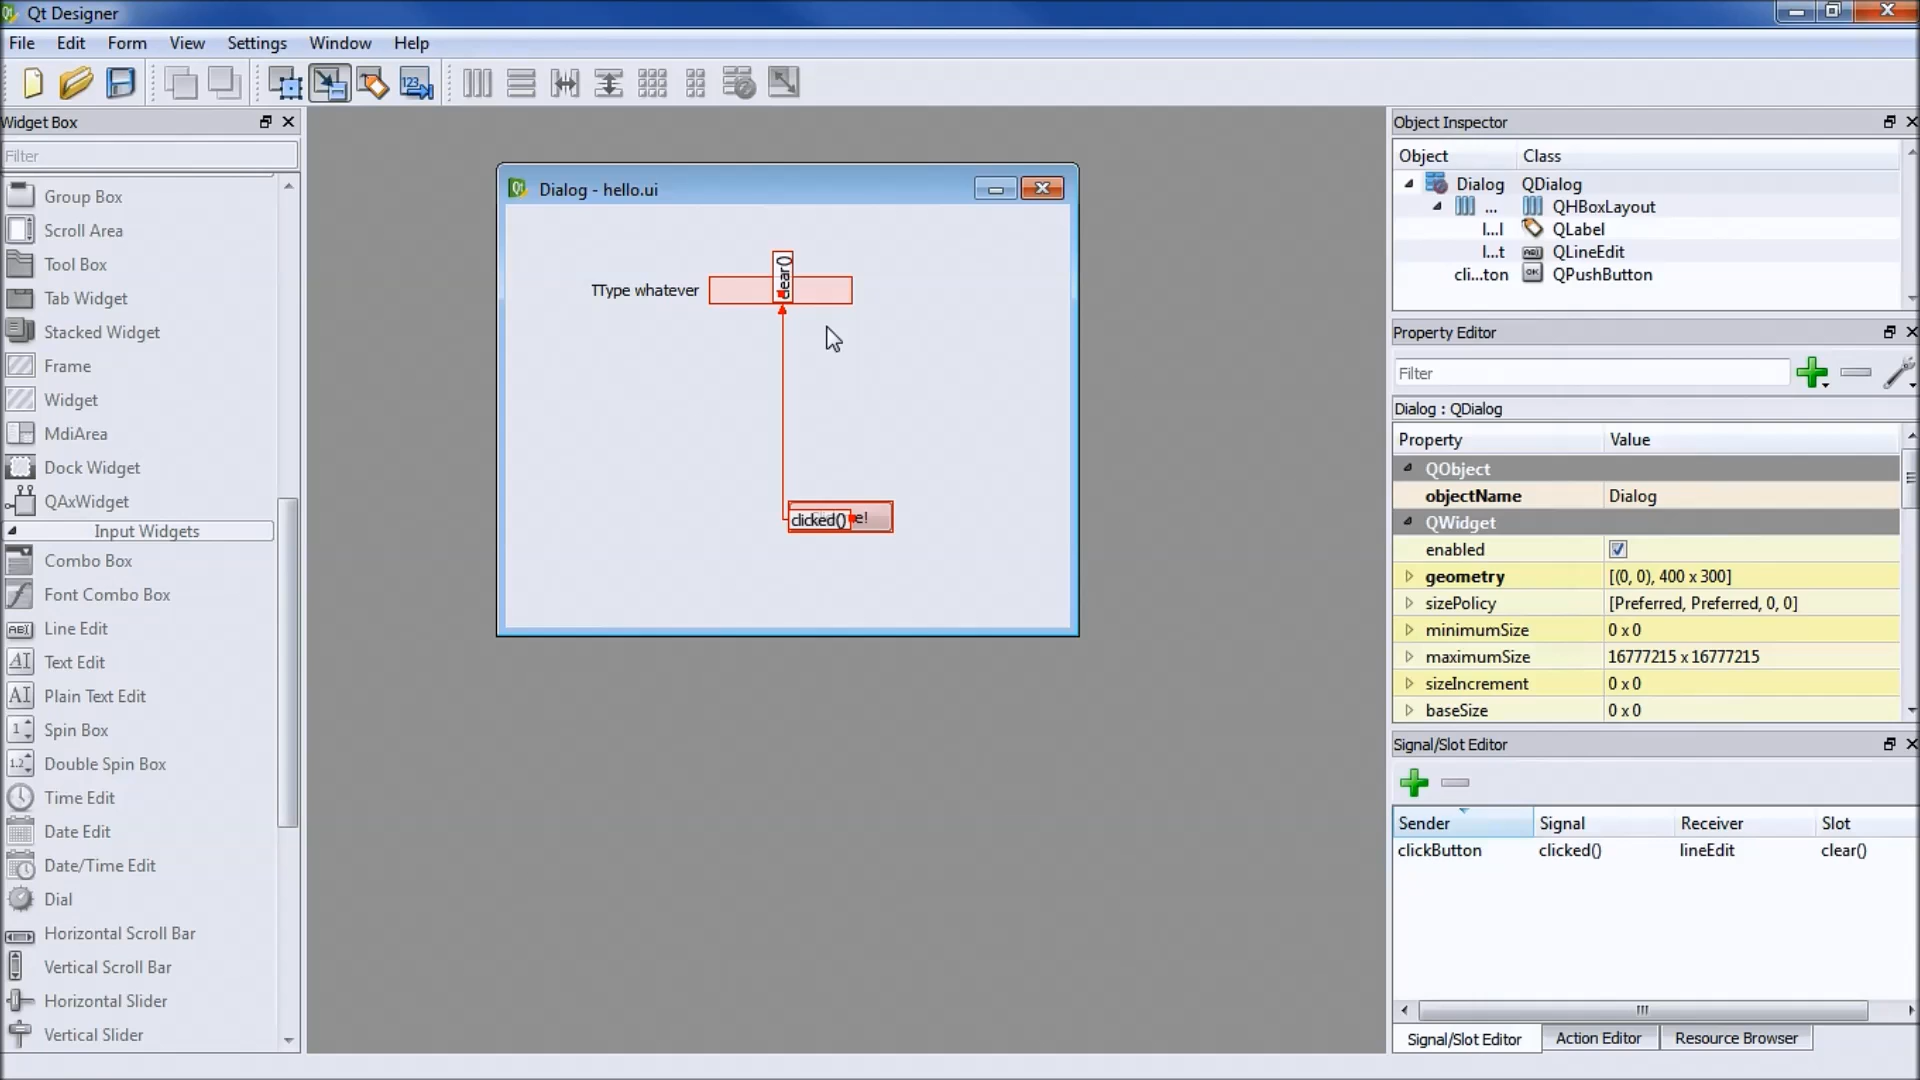 Qt Designer
File Edit Form View Settings Window Help
Widget Box
Filter
Group Box
Scroll Area
Tool Box
Tab Widget
Stacked Widget
Frame
Widget
MdiArea
Dock Widget
QAxWidget
Input Widgets
Combo Box
Font Combo Box
Line Edit
Text Edit
Plain Text Edit
Spin Box
Double Spin Box
Time Edit
Date Edit
Date/Time Edit
Dial
Horizontal Scroll Bar
Vertical Scroll Bar
Horizontal Slider
Vertical Slider
Dialog - hello.ui
clear()
TType whatever
clicked() e!
Object Inspector
Object Class
Dialog QDialog
... QHBoxLayout
l...l QLabel
l...t QLineEdit
cli...ton QPushButton
Property Editor
Filter
Dialog : QDialog
Property Value
QObject
objectName Dialog
QWidget
enabled
geometry [(0, 0), 400 x 300]
sizePolicy [Preferred, Preferred, 0, 0]
minimumSize 0 x 0
maximumSize 16777215 x 16777215
sizeIncrement 0 x 0
baseSize 0 x 0
Signal/Slot Editor
Sender Signal Receiver Slot
clickButton clicked() lineEdit clear()
Signal/Slot Editor Action Editor Resource Browser